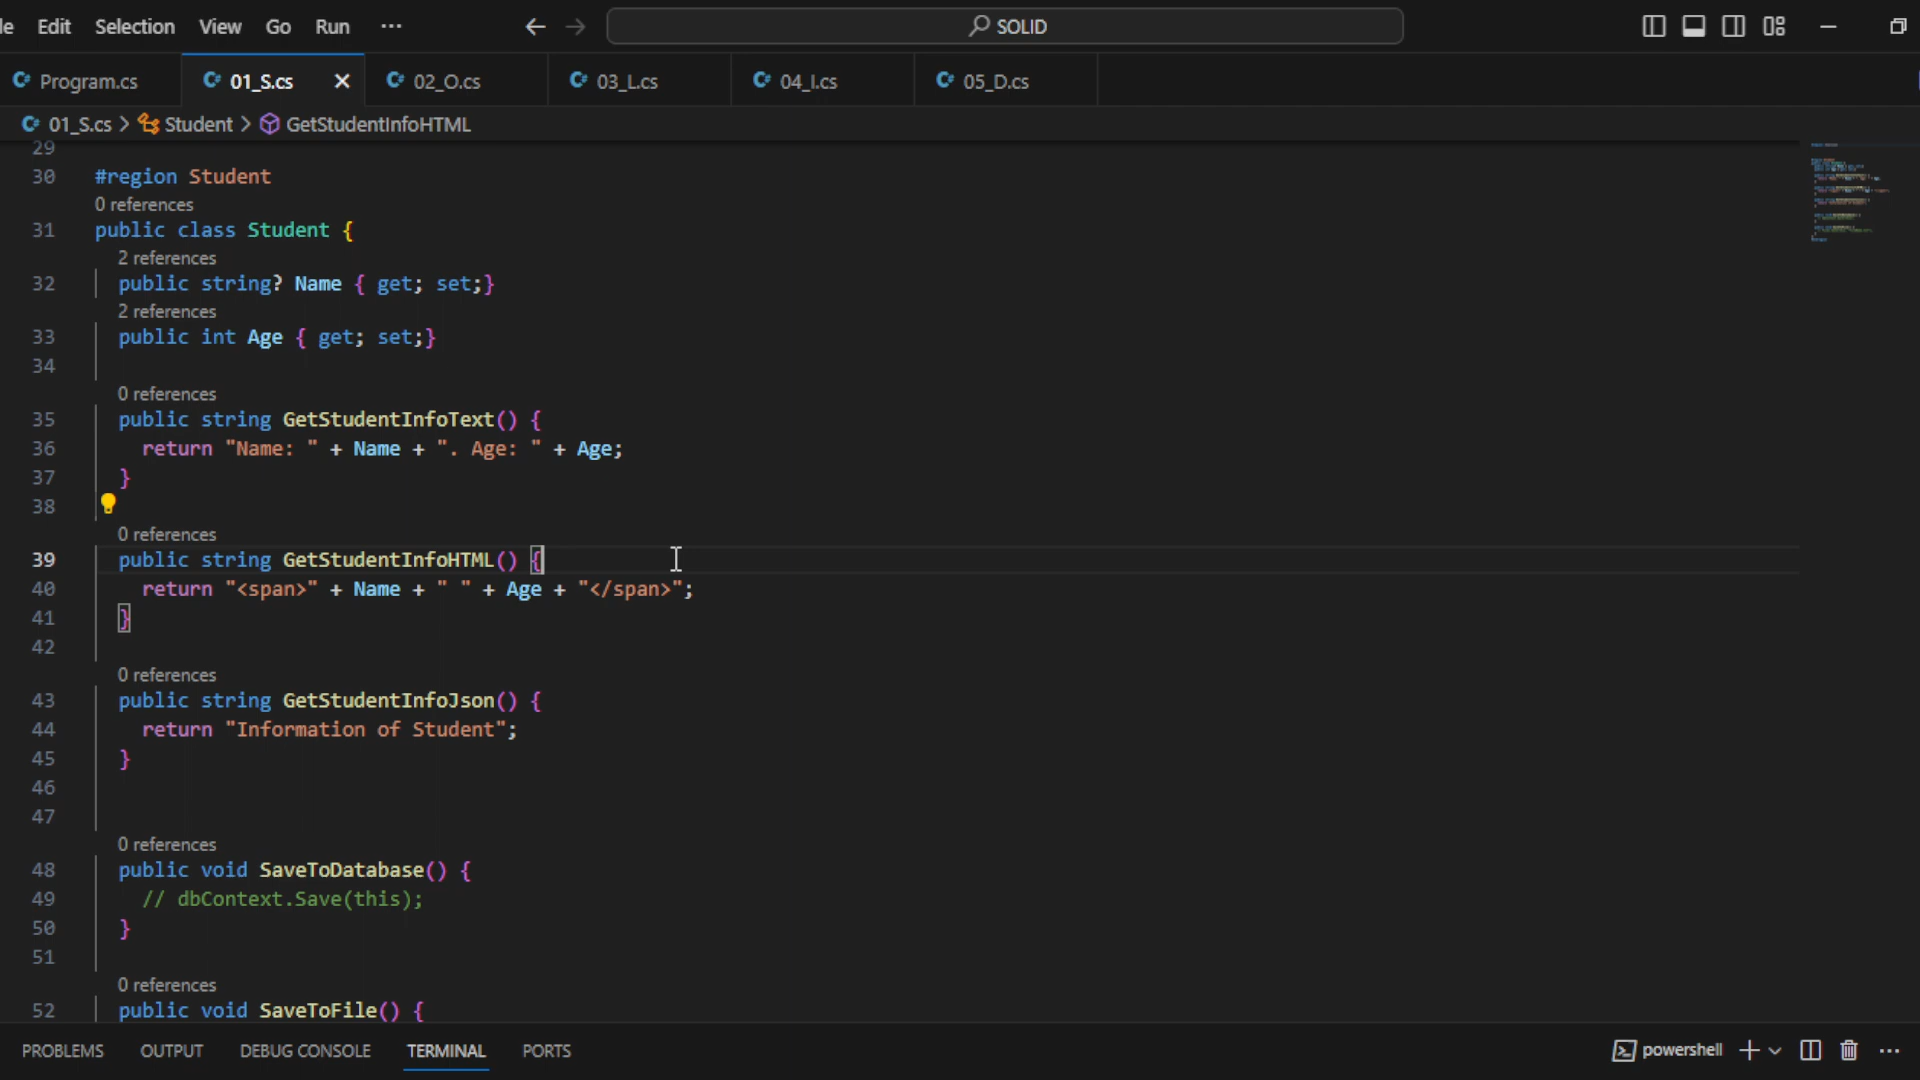 le Edit Selection View Go Run ··· SOLID
Program.cs 01_S.cs 02_O.cs 03_L.cs 04_I.cs 05_D.cs
01_S.cs > Student > GetStudentInfoHTML
29
30 #region Student
0 references
31 public class Student {
2 references
32 public string? Name { get; set;}
2 references
33 public int Age { get; set;}
34
0 references
35 public string GetStudentInfoText() {
36 return "Name: " + Name + ". Age: " + Age;
37 }
38
0 references
39 public string GetStudentInfoHTML() {
40 return "<span>" + Name + " " + Age + "</span>";
41 }
42
0 references
43 public string GetStudentInfoJson() {
44 return "Information of Student";
45 }
46
47
0 references
48 public void SaveToDatabase() {
49 // dbContext.Save(this);
50 }
51
0 references
52 public void SaveToFile() {
PROBLEMS OUTPUT DEBUG CONSOLE TERMINAL PORTS powershell